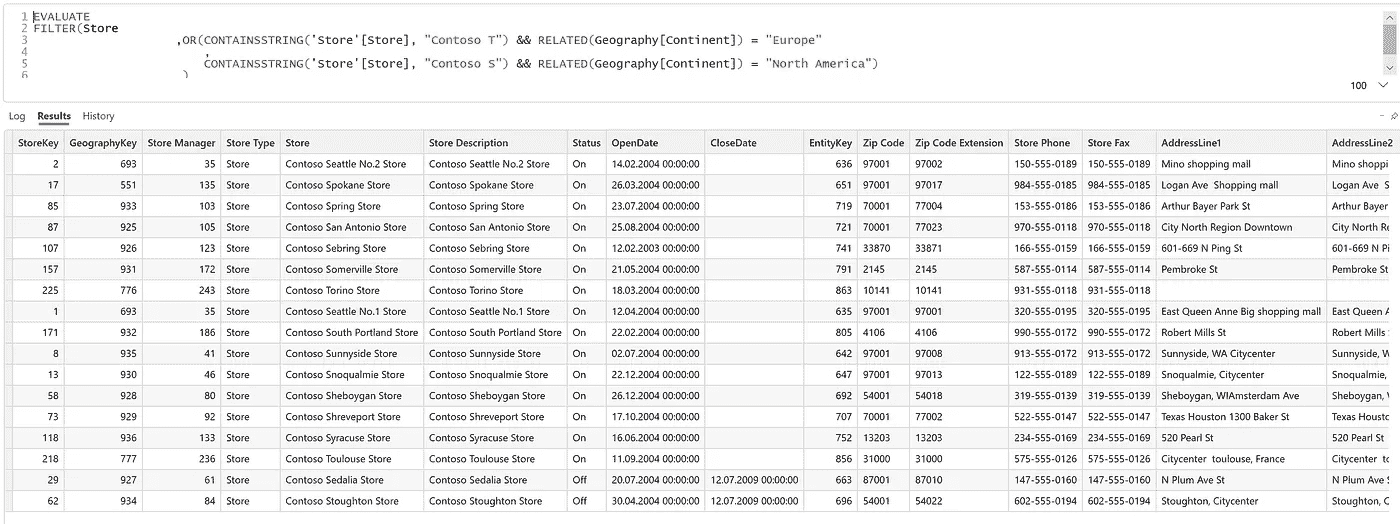 1 EVALUATE
2 FILTER(Store
3 ,OR(CONTAINSSTRING('Store'[Store], "Contoso T") && RELATED(Geography[Continent]) = "Europe"
4 ,
5 CONTAINSSTRING('Store'[Store], "Contoso S") && RELATED(Geography[Continent]) = "North America")
6 )
100
Log Results History
StoreKey GeographyKey Store Manager Store Type Store Store Description Status OpenDate CloseDate EntityKey Zip Code Zip Code Extension Store Phone Store Fax AddressLine1 AddressLine2
2 693 35 Store Contoso Seattle No.2 Store Contoso Seattle No.2 Store On 14.02.2004 00:00:00 636 97001 97002 150-555-0189 150-555-0189 Mino shopping mall Mino shoppi
17 551 135 Store Contoso Spokane Store Contoso Spokane Store On 26.03.2004 00:00:00 651 97001 97017 984-555-0185 984-555-0185 Logan Ave Shopping mall Logan Ave S
85 933 103 Store Contoso Spring Store Contoso Spring Store On 23.07.2004 00:00:00 719 70001 77004 153-555-0186 153-555-0186 Arthur Bayer Park St Arthur Bayer
87 925 105 Store Contoso San Antonio Store Contoso San Antonio Store On 25.08.2004 00:00:00 721 70001 77023 970-555-0118 970-555-0118 City North Region Downtown City North Re
107 926 123 Store Contoso Sebring Store Contoso Sebring Store On 12.02.2003 00:00:00 741 33870 33871 166-555-0159 166-555-0159 601-669 N Ping St 601-669 N Pi
157 931 172 Store Contoso Somerville Store Contoso Somerville Store On 21.05.2004 00:00:00 791 2145 2145 587-555-0114 587-555-0114 Pembroke St Pembroke St
225 776 243 Store Contoso Torino Store Contoso Torino Store On 18.03.2004 00:00:00 863 10141 10141 931-555-0118 931-555-0118
1 693 35 Store Contoso Seattle No.1 Store Contoso Seattle No.1 Store On 12.04.2004 00:00:00 635 97001 97001 320-555-0195 320-555-0195 East Queen Anne Big shopping mall East Queen A
171 932 186 Store Contoso South Portland Store Contoso South Portland Store On 22.02.2004 00:00:00 805 4106 4106 990-555-0172 990-555-0172 Robert Mills St Robert Mills
8 935 41 Store Contoso Sunnyside Store Contoso Sunnyside Store On 02.07.2004 00:00:00 642 97001 97008 913-555-0172 913-555-0172 Sunnyside, WA Citycenter Sunnyside, W
13 930 46 Store Contoso Snoqualmie Store Contoso Snoqualmie Store On 22.12.2004 00:00:00 647 97001 97013 122-555-0189 122-555-0189 Snoqualmie, Citycenter Snoqualmie,
58 928 80 Store Contoso Sheboygan Store Contoso Sheboygan Store On 26.12.2004 00:00:00 692 54001 54018 319-555-0139 319-555-0139 Sheboygan, WIAmsterdam Ave Sheboygan,
73 929 92 Store Contoso Shreveport Store Contoso Shreveport Store On 17.10.2004 00:00:00 707 70001 77002 522-555-0147 522-555-0147 Texas Houston 1300 Baker St Texas Houstc
118 936 133 Store Contoso Syracuse Store Contoso Syracuse Store On 16.06.2004 00:00:00 752 13203 13203 234-555-0169 234-555-0169 520 Pearl St 520 Pearl St
218 777 236 Store Contoso Toulouse Store Contoso Toulouse Store On 11.09.2004 00:00:00 856 31000 31000 575-555-0126 575-555-0126 Citycenter toulouse, France Citycenter to
29 927 61 Store Contoso Sedalia Store Contoso Sedalia Store Off 20.07.2004 00:00:00 12.07.2009 00:00:00 663 87001 87010 147-555-0160 147-555-0160 N Plum Ave St N Plum Ave
62 934 84 Store Contoso Stoughton Store Contoso Stoughton Store Off 30.04.2004 00:00:00 12.07.2009 00:00:00 696 54001 54022 602-555-0194 602-555-0194 Stoughton, Citycenter Stoughton, C